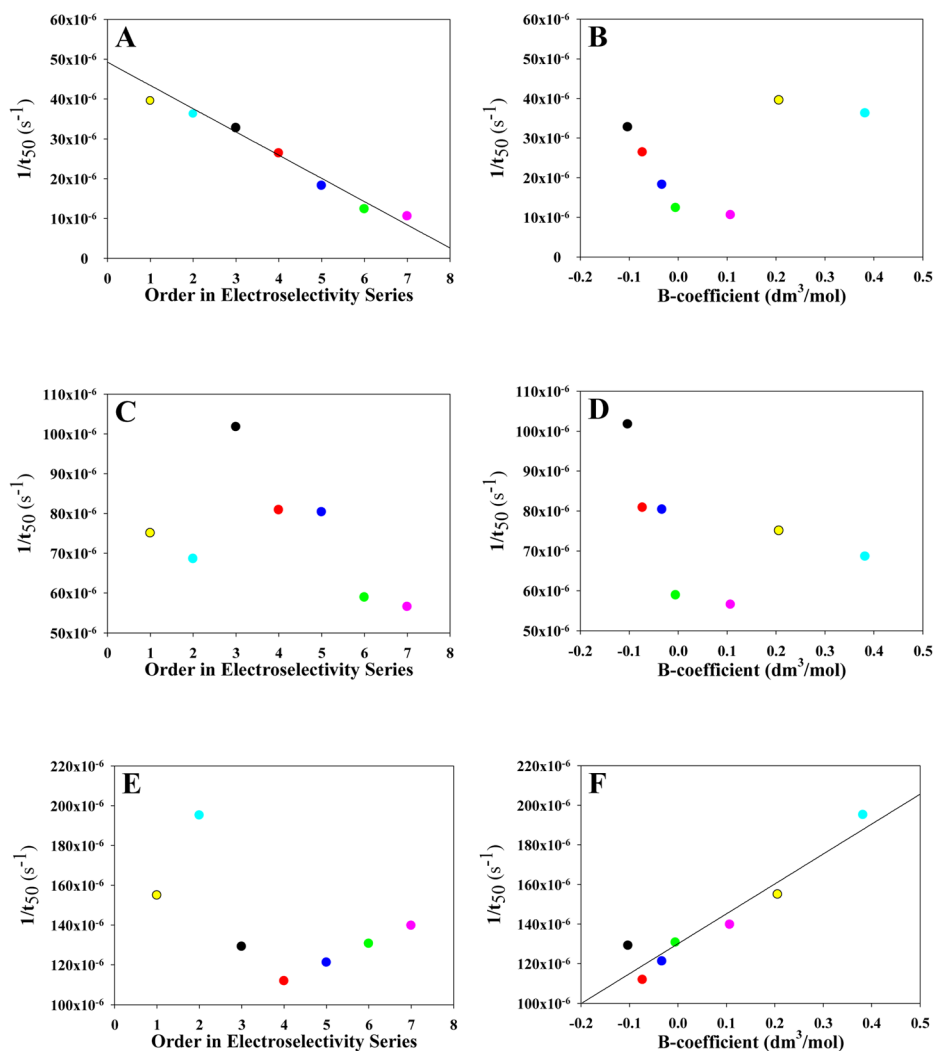 A
60x10-6
50x10-6
40x10-6
30x10-6
20x10-6
10x10-6
0
1/t50 (s-1)
0 1 2 3 4 5 6 7 8
Order in Electroselectivity Series
B
60x10-6
50x10-6
40x10-6
30x10-6
20x10-6
10x10-6
0
1/t50 (s-1)
-0.2 -0.1 0.0 0.1 0.2 0.3 0.4 0.5
B-coefficient (dm3/mol)
C
110x10-6
100x10-6
90x10-6
80x10-6
70x10-6
60x10-6
50x10-6
1/t50 (s-1)
0 1 2 3 4 5 6 7 8
Order in Electroselectivity Series
D
110x10-6
100x10-6
90x10-6
80x10-6
70x10-6
60x10-6
50x10-6
1/t50 (s-1)
-0.2 -0.1 0.0 0.1 0.2 0.3 0.4 0.5
B-coefficient (dm3/mol)
E
220x10-6
200x10-6
180x10-6
160x10-6
140x10-6
120x10-6
100x10-6
1/t50 (s-1)
0 1 2 3 4 5 6 7 8
Order in Electroselectivity Series
F
220x10-6
200x10-6
180x10-6
160x10-6
140x10-6
120x10-6
100x10-6
1/t50 (s-1)
-0.2 -0.1 0.0 0.1 0.2 0.3 0.4 0.5
B-coefficient (dm3/mol)